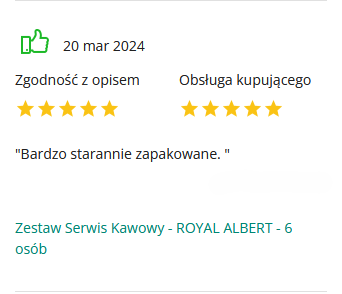 20 mar 2024
Zgodność z opisem
Obsługa kupującego
"Bardzo starannie zapakowane. "
Zestaw Serwis Kawowy - ROYAL ALBERT - 6
osób